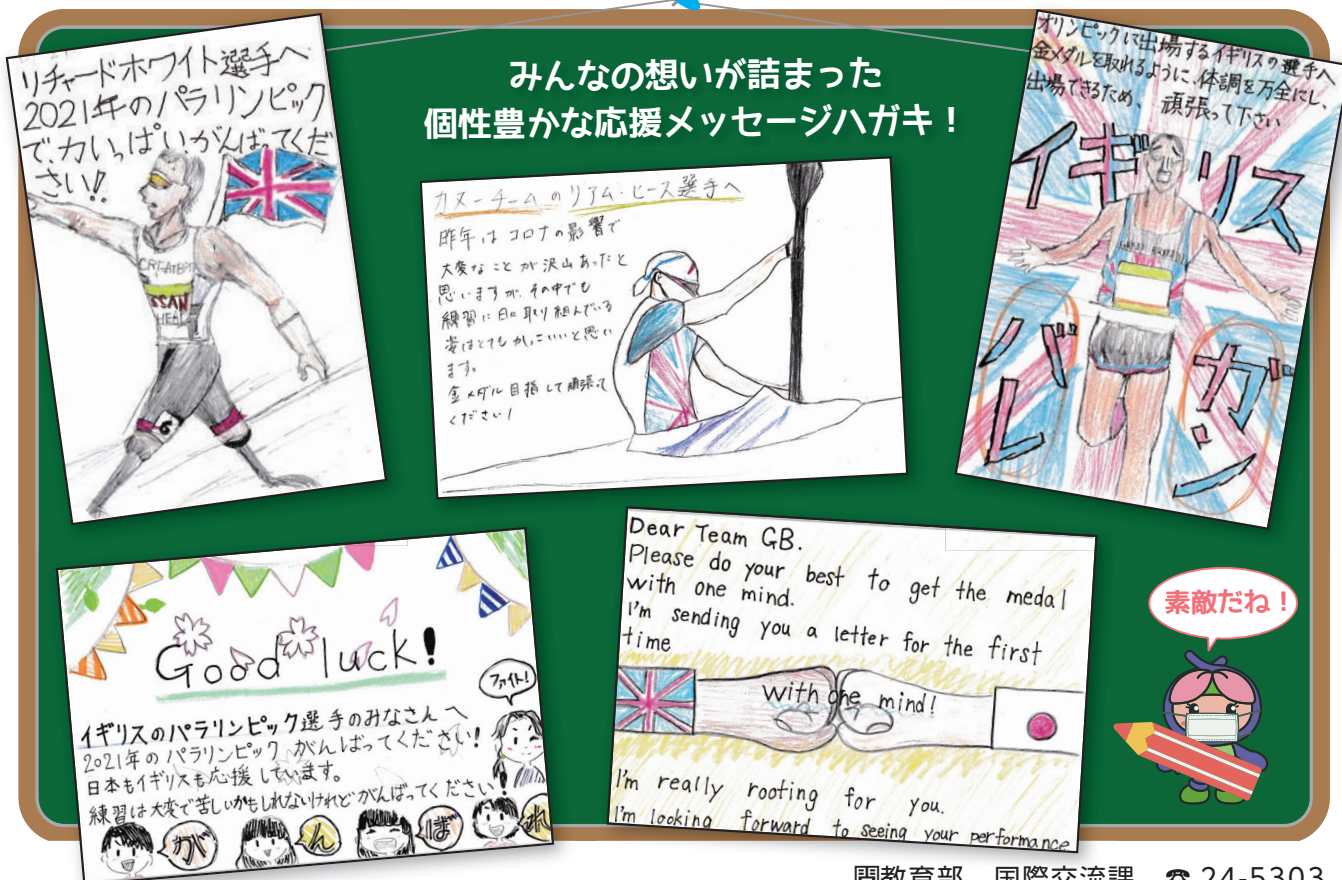 みんなの想いが詰まった
個性豊かな応援メッセージハガキ！
リチャードホワイト選手へ
2021年のパラリンピック
で、力いっぱいがんばってくだ
さい!!
GREATBRIT
NISSAN
HEAL
6
カヌーチームのリアム・ヒース選手へ
昨年はコロナの影響で
大変なことが沢山あったと
思いますが、その中でも
練習に日々取り組んでいる
姿はとてもかっこいいと思い
ます。
金メダル目指して頑張って
ください！
オリンピックに出場するイギリスの選手へ
金メダルを取れるように、体調を万全にし、
出場できるため、頑張って下さい
イギリス
ガンバレ
Good luck!
ファイト!
イギリスのパラリンピック選手のみなさんへ
2021年のパラリンピック がんばってください!
日本もイギリスも応援しています。
練習は大変で苦しいかもしれないけれどがんばってください!
が ん ば れ
Dear Team GB.
Please do your best to get the medal
with one mind.
I'm sending you a letter for the first
time
with one mind!
I'm really rooting for you.
I'm looking forward to seeing your performance
素敵だね！
問教育部 国際交流課 ☎ 24-5303